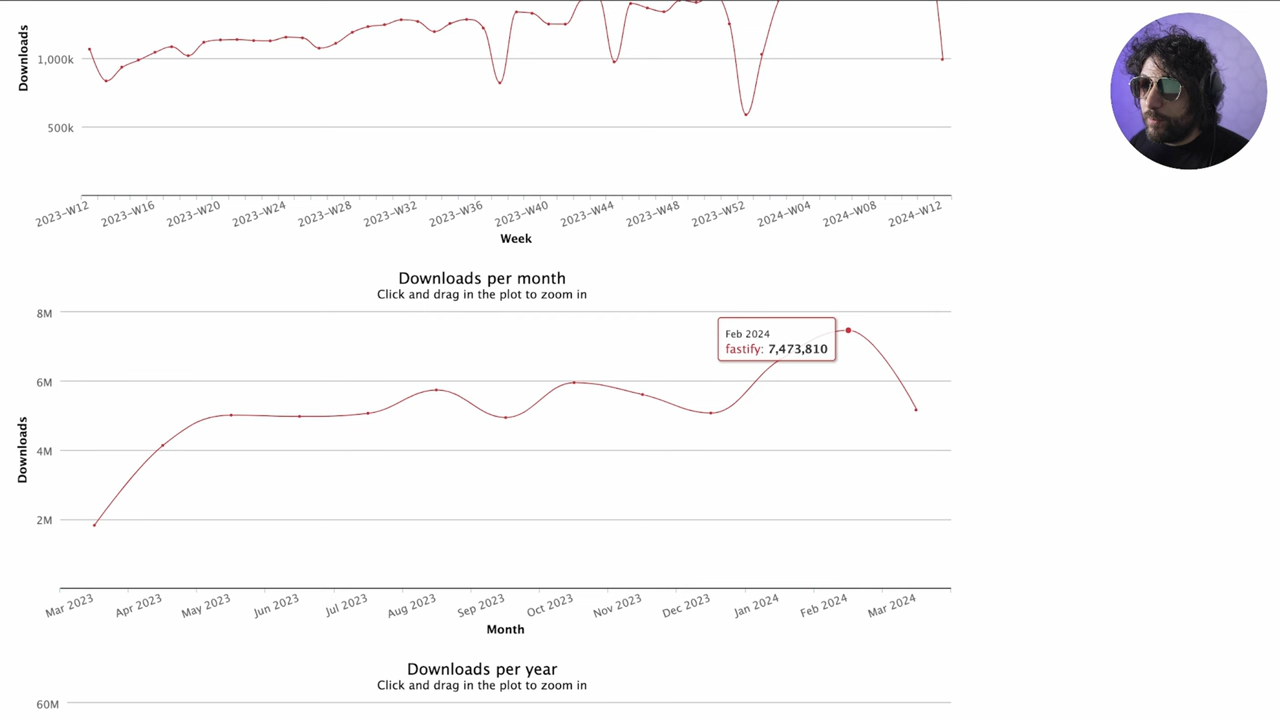 Downloads
1,000k
500k
2023-W12 2023-W16 2023-W20 2023-W24 2023-W28 2023-W32 2023-W36 2023-W40 2023-W44 2023-W48 2023-W52 2024-W04 2024-W08 2024-W12
Week
Downloads per month
Click and drag in the plot to zoom in
Downloads
8M
6M
4M
2M
Feb 2024
fastify: 7,473,810
Mar 2023 Apr 2023 May 2023 Jun 2023 Jul 2023 Aug 2023 Sep 2023 Oct 2023 Nov 2023 Dec 2023 Jan 2024 Feb 2024 Mar 2024
Month
Downloads per year
Click and drag in the plot to zoom in
60M